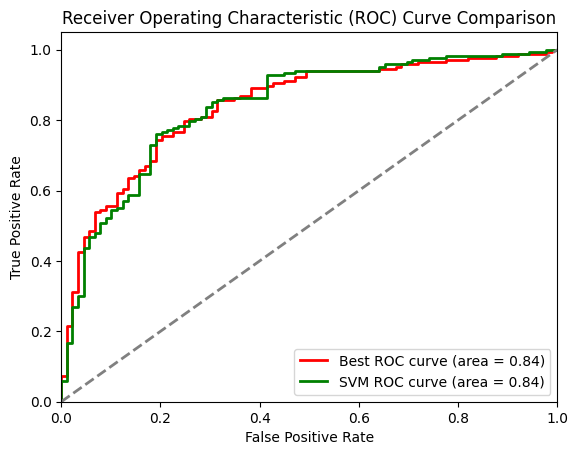 Receiver Operating Characteristic (ROC) Curve Comparison
True Positive Rate
1.0
0.8
0.6
0.4
0.2
0.0
Best ROC curve (area = 0.84)
SVM ROC curve (area = 0.84)
0.0 0.2 0.4 0.6 0.8 1.0
False Positive Rate